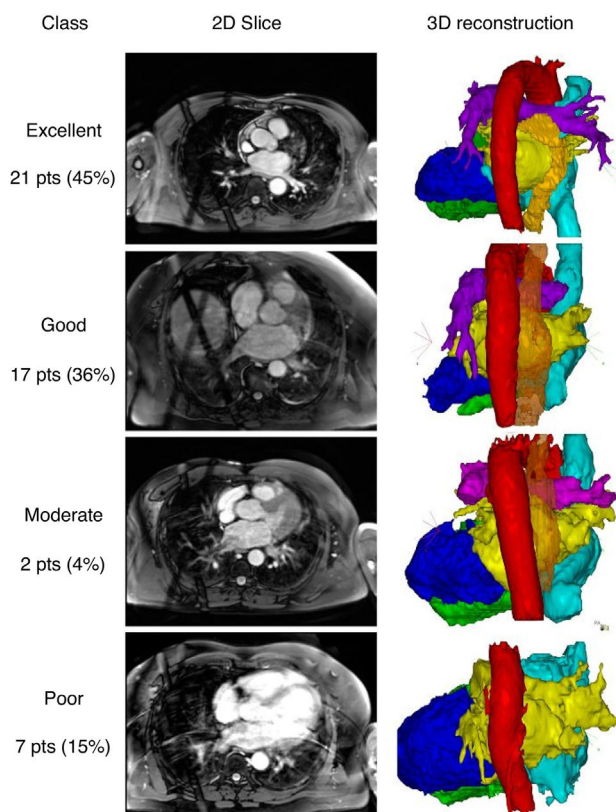 Class
2D Slice
3D reconstruction
Excellent
21 pts (45%)
Good
17 pts (36%)
Moderate
2 pts (4%)
Poor
7 pts (15%)